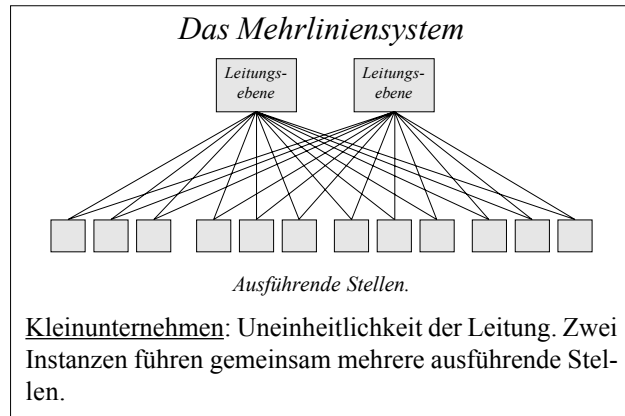 Das Mehrliniensystem
Leitungs-
ebene
Leitungs-
ebene
Ausführende Stellen.
Kleinunternehmen: Uneinheitlichkeit der Leitung. Zwei
Instanzen führen gemeinsam mehrere ausführende Stel-
len.